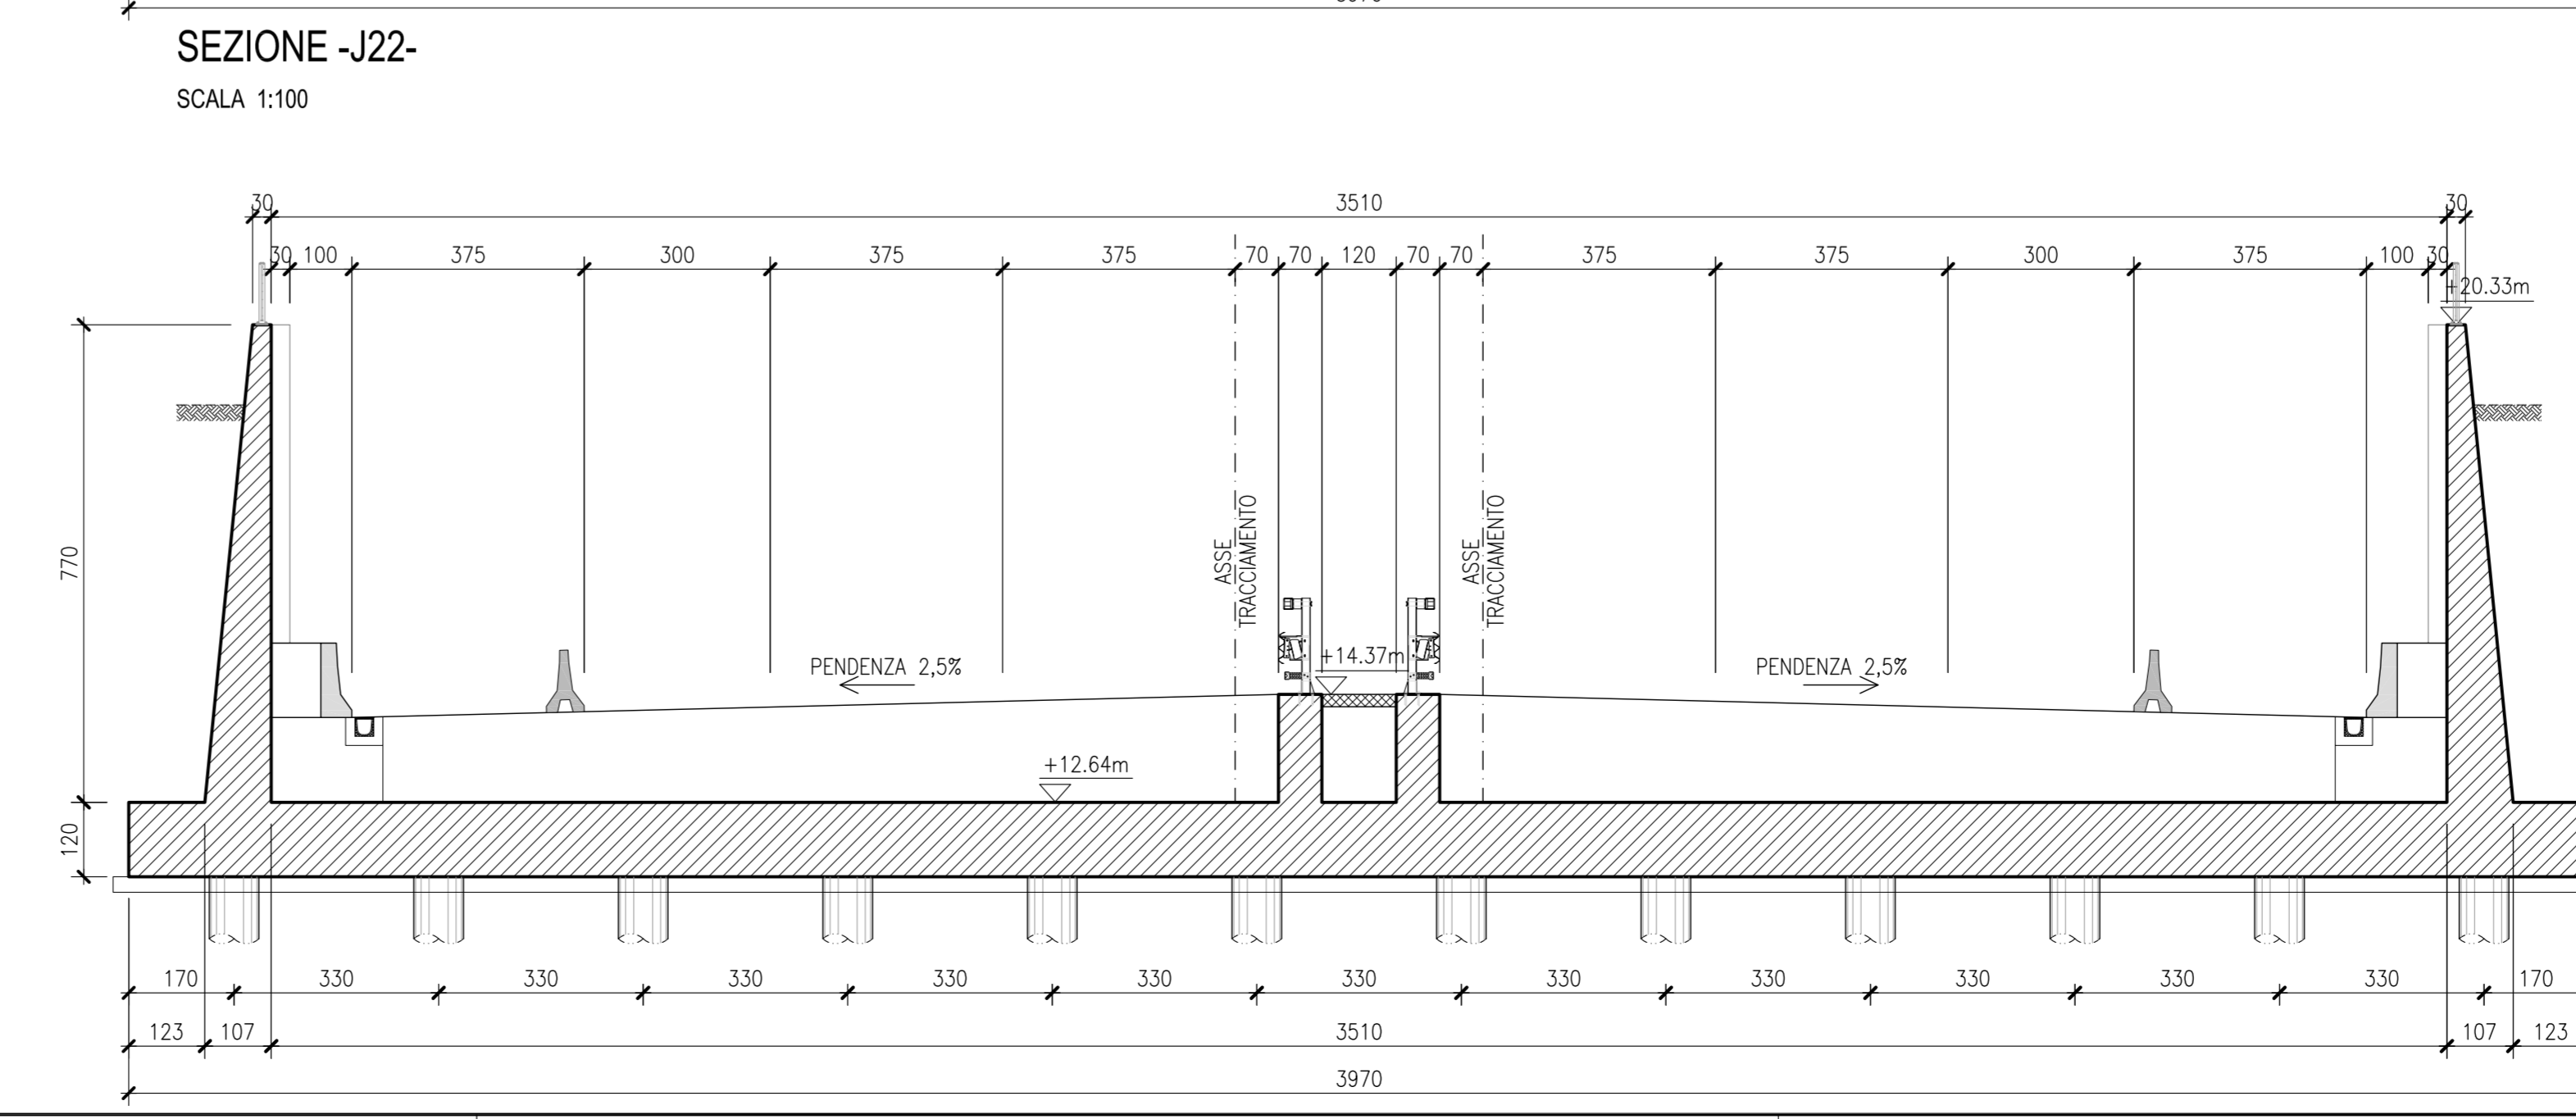 SEZIONE -J22-
SCALA 1:100
30 3510 30
30 100 375 300 375 375 70 70 120 70 70 375 375 300 375 100 30
+20.33m
770
ASSE
TRACCIAMENTO
ASSE
TRACCIAMENTO
PENDENZA 2,5%
+14.37m
PENDENZA 2,5%
+12.64m
120
170 330 330 330 330 330 330 330 330 330 330 330 170
123 107 3510 107 123
3970